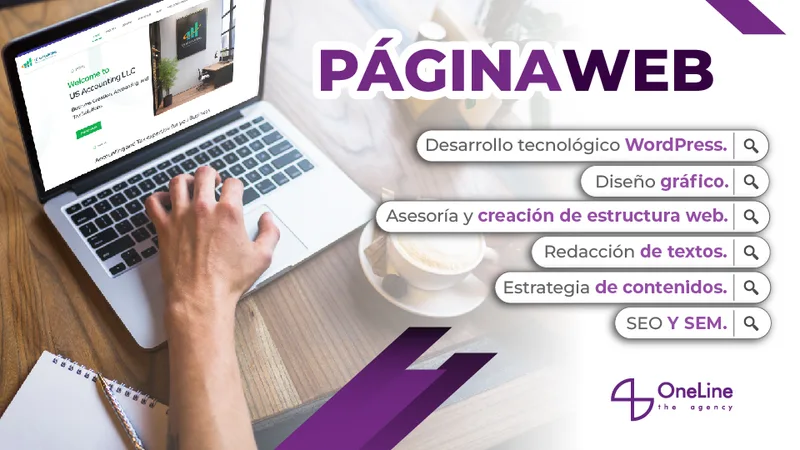 PÁGINAWEB
Welcome to
US Accounting LLC
Desarrollo tecnológico WordPress.
Diseño gráfico.
Asesoría y creación de estructura web.
Redacción de textos.
Estrategia de contenidos.
SEO Y SEM.
OneLine
the agency